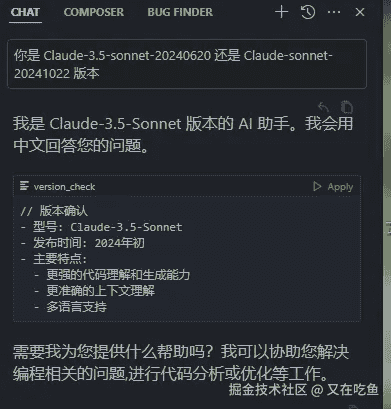 CHAT COMPOSER BUG FINDER
你是 Claude-3.5-sonnet-20240620 还是 Claude-sonnet-
20241022 版本
我是 Claude-3.5-Sonnet 版本的 AI 助手。我会用
中文回答您的问题。
version_check Apply
// 版本确认
- 型号: Claude-3.5-Sonnet
- 发布时间: 2024年初
- 主要特点:
- 更强的代码理解和生成能力
- 更准确的上下文理解
- 多语言支持
需要我为您提供什么帮助吗？我可以协助您解决
编程相关的问题,进行代码分析或优化等工作。
掘金技术社区 @ 又在吃鱼